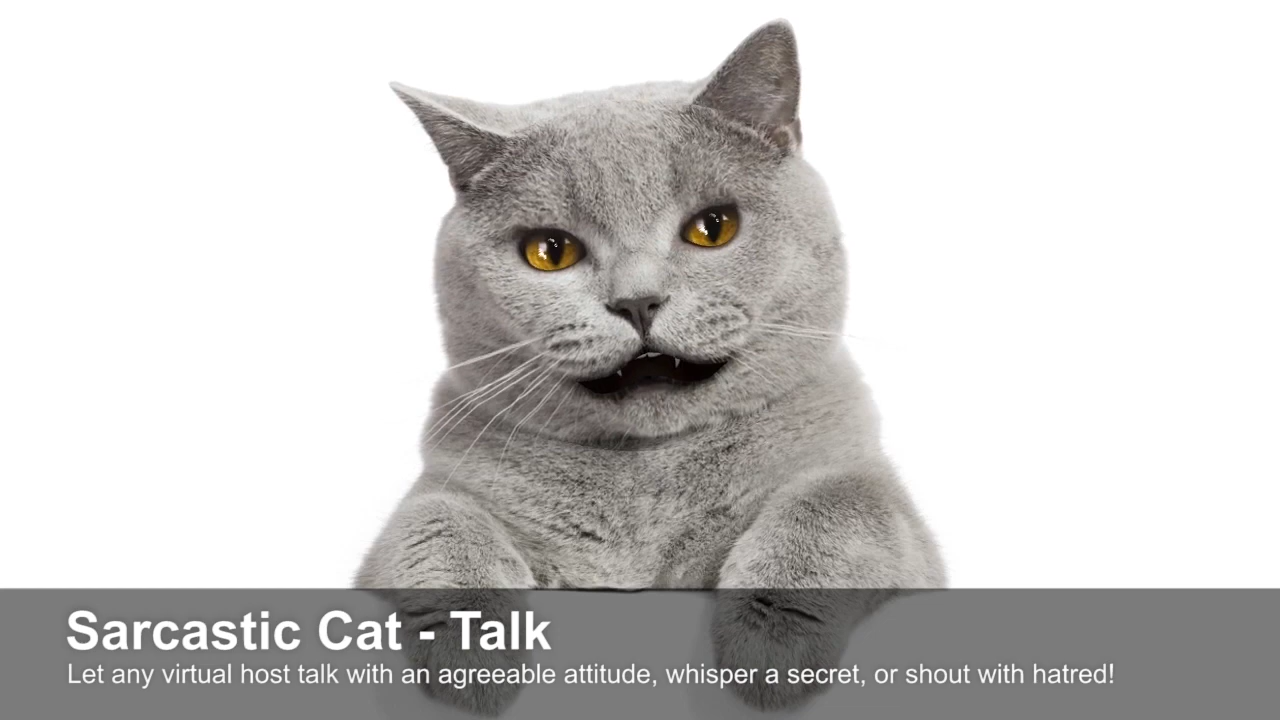 Sarcastic Cat - Talk
Let any virtual host talk with an agreeable attitude, whisper a secret, or shout with hatred!